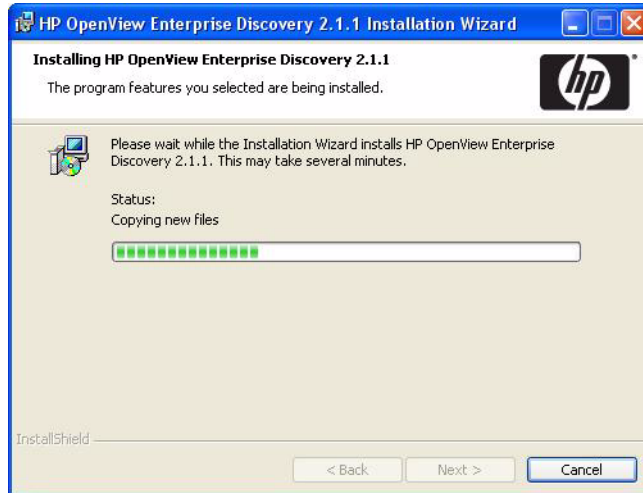 HP OpenView Enterprise Discovery 2.1.1 Installation Wizard
Installing HP OpenView Enterprise Discovery 2.1.1
The program features you selected are being installed.
hp
Please wait while the Installation Wizard installs HP OpenView Enterprise
Discovery 2.1.1. This may take several minutes.
Status:
Copying new files
InstallShield
< Back
Next >
Cancel